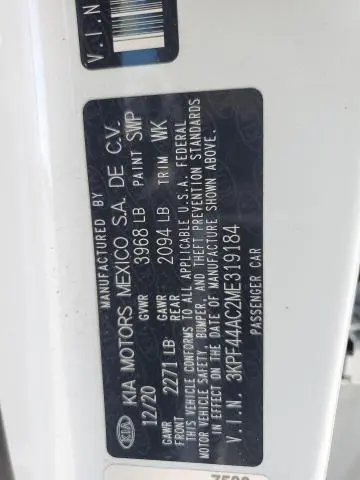 V.I.N
MANUFACTURED BY
KIA MOTORS MEXICO S.A. DE C.V.
12/20 GVWR 3968 LB PAINT SWP
GAWR FRONT 2271 LB GAWR REAR 2094 LB TRIM WK
THIS VEHICLE CONFORMS TO ALL APPLICABLE U.S.A. FEDERAL
MOTOR VEHICLE SAFETY, BUMPER, AND THEFT PREVENTION STANDARDS
IN EFFECT ON THE DATE OF MANUFACTURE SHOWN ABOVE.
V.I.N. 3KPF44AC2ME319184
PASSENGER CAR
KIA